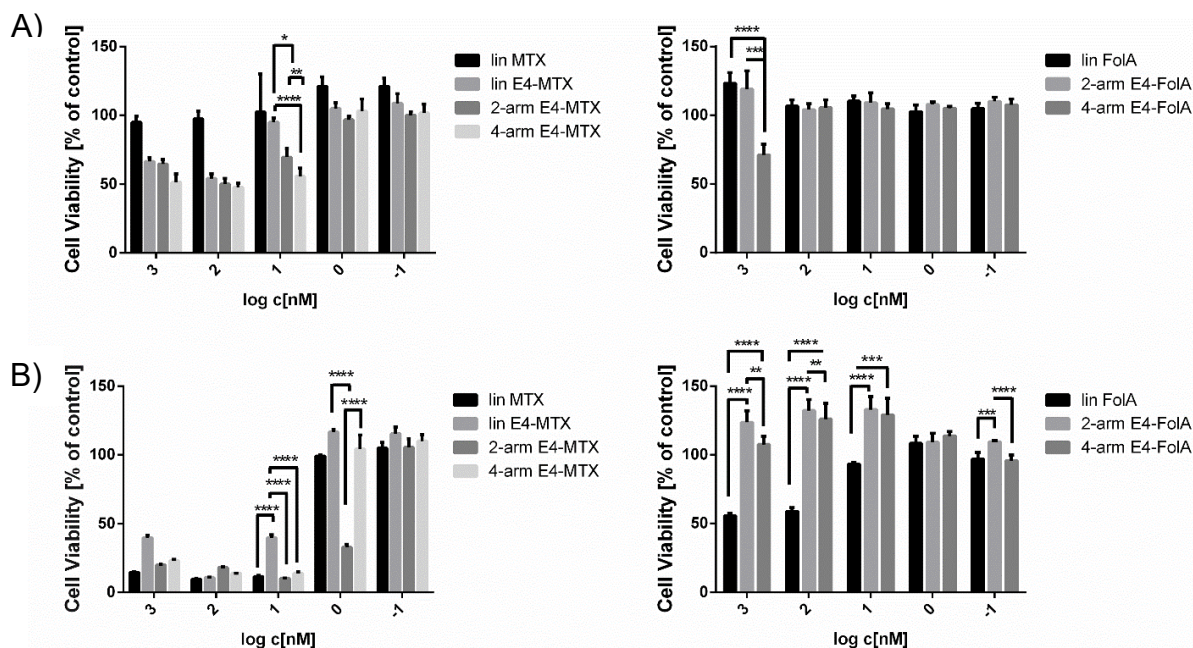 A)
Cell Viability [% of control]
150
100
50
0
3 2 1 0 -1
log c[nM]
*
**
****
lin MTX
lin E4-MTX
2-arm E4-MTX
4-arm E4-MTX
Cell Viability [% of control]
150
100
50
0
3 2 1 0 -1
log c[nM]
****
***
lin FolA
2-arm E4-FolA
4-arm E4-FolA
B)
Cell Viability [% of control]
150
100
50
0
3 2 1 0 -1
log c[nM]
****
****
****
****
****
lin MTX
lin E4-MTX
2-arm E4-MTX
4-arm E4-MTX
Cell Viability [% of control]
150
100
50
0
3 2 1 0 -1
log c[nM]
****
**
****
****
**
****
***
****
****
***
lin FolA
2-arm E4-FolA
4-arm E4-FolA